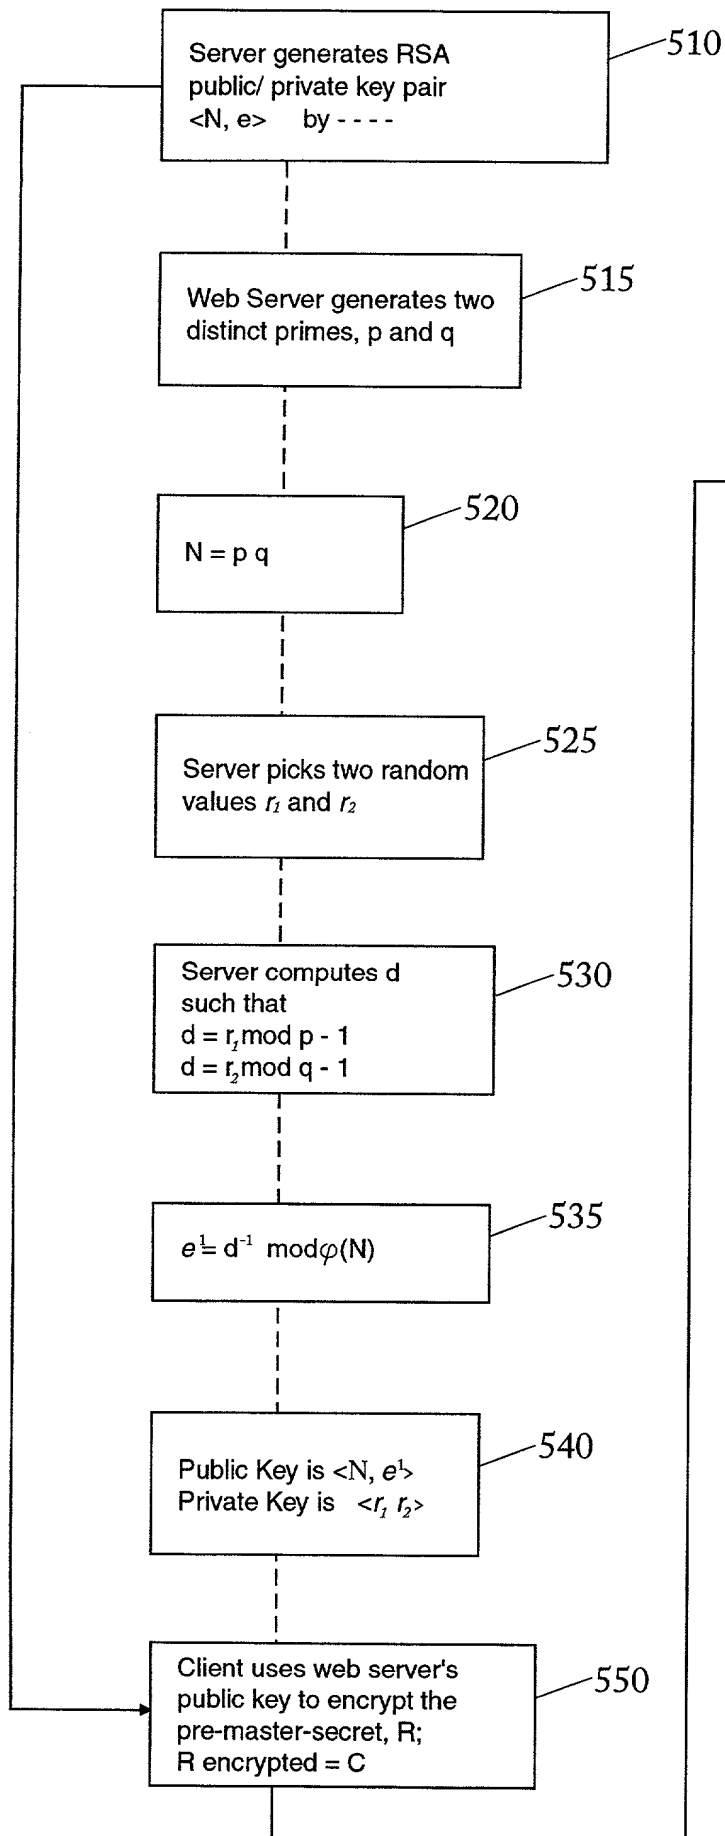 Server generates RSA
public/ private key pair
<N, e> by - - - -
510
Web Server generates two
distinct primes, p and q
515
N = p q
520
Server picks two random
values r₁ and r₂
525
Server computes d
such that
d = r₁ mod p - 1
d = r₂ mod q - 1
530
e¹= d⁻¹ modφ(N)
535
Public Key is <N, e¹>
Private Key is <r₁ r₂>
540
Client uses web server's
public key to encrypt the
pre-master-secret, R;
R encrypted = C
550